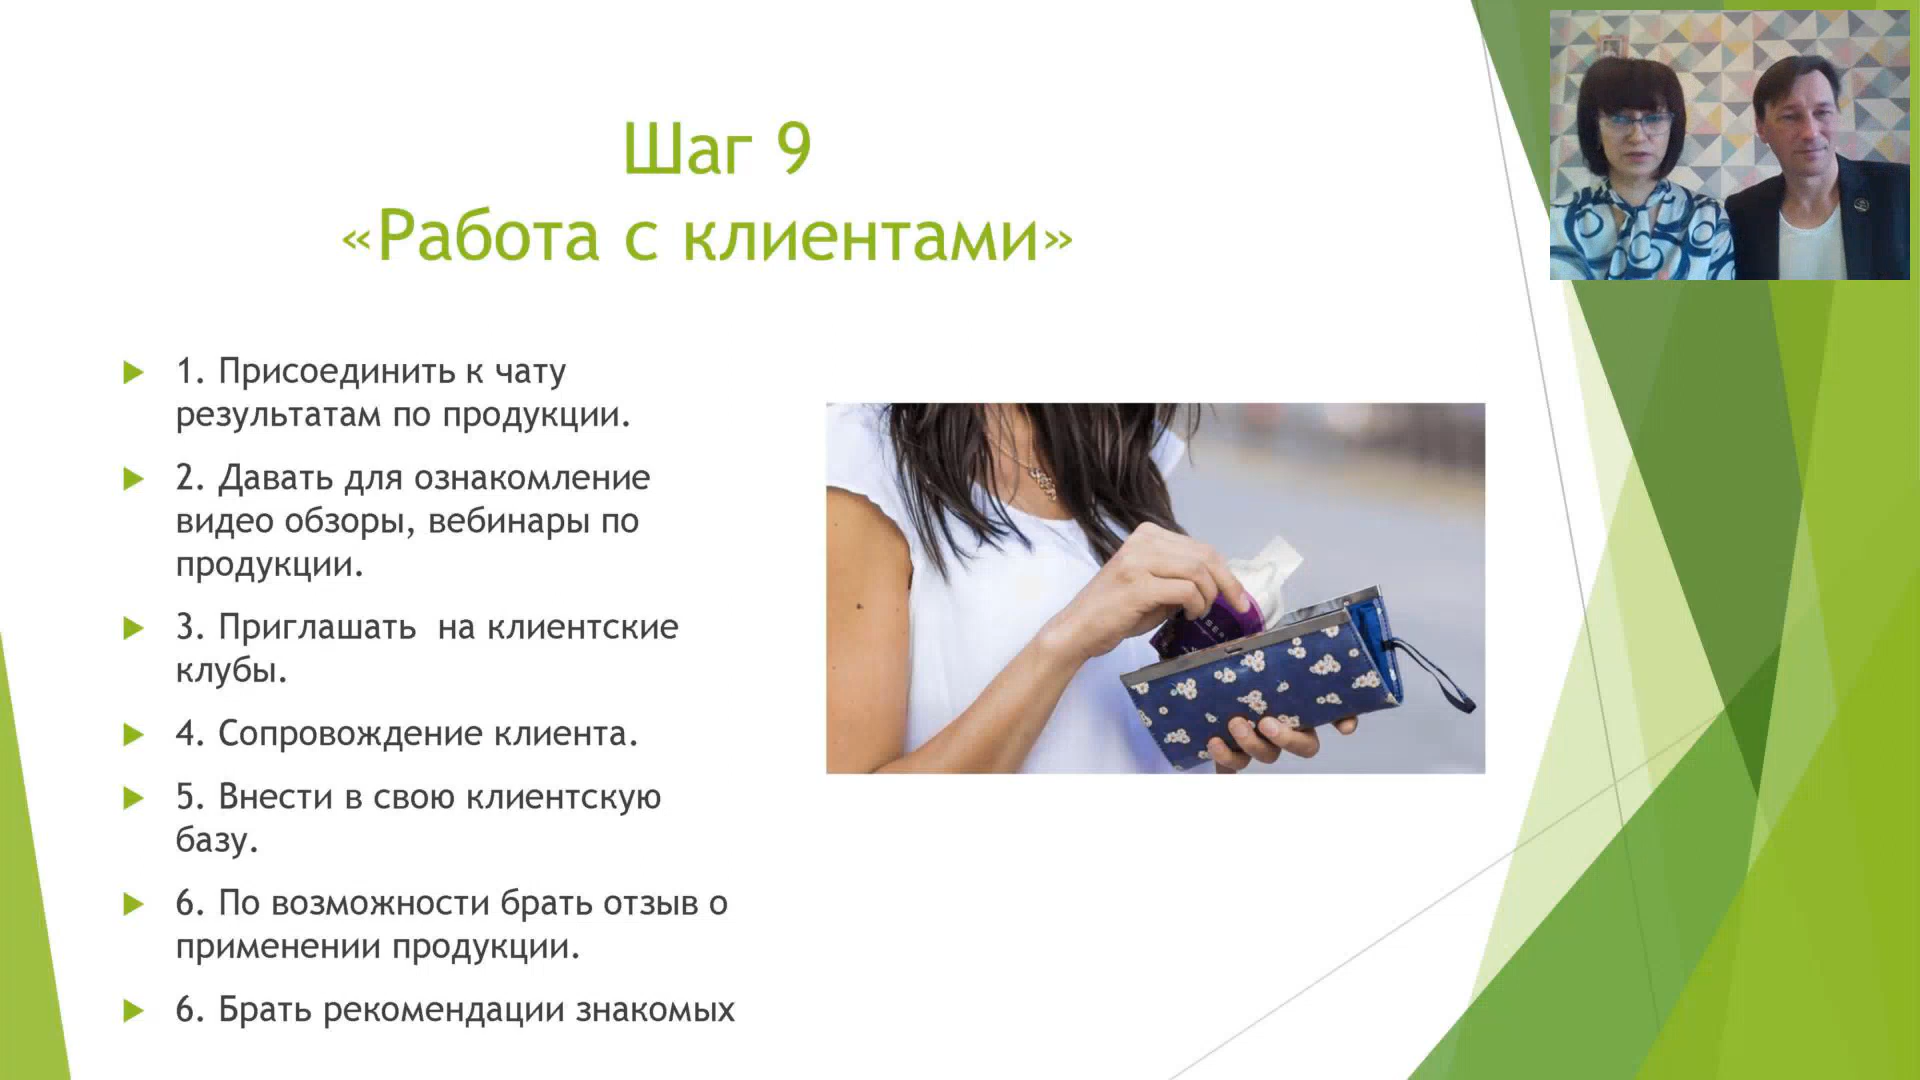 Шаг 9
«Работа с клиентами»
1. Присоединить к чату
результатам по продукции.
2. Давать для ознакомление
видео обзоры, вебинары по
продукции.
3. Приглашать  на клиентские
клубы.
4. Сопровождение клиента.
5. Внести в свою клиентскую
базу.
6. По возможности брать отзыв о
применении продукции.
6. Брать рекомендации знакомых